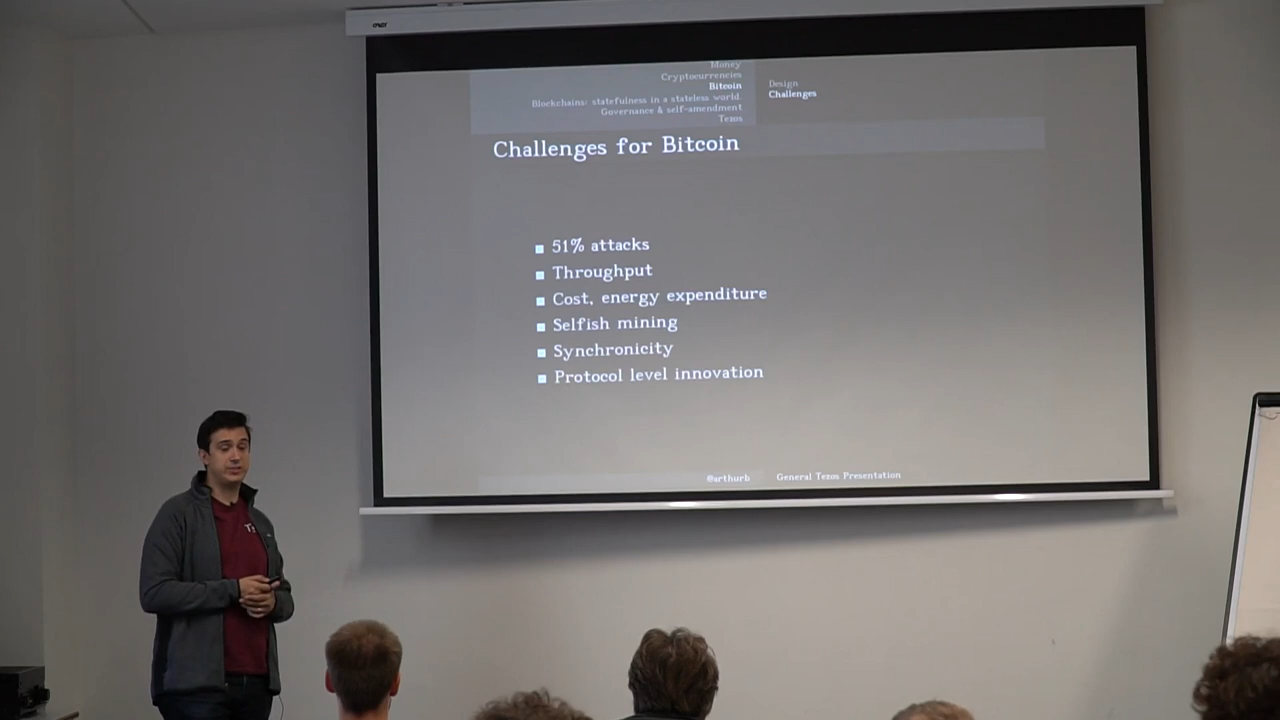 Money
Cryptocurrencies
Bitcoin
Blockchains: statefulness in a stateless world.
Governance & self-amendment
Tezos
Design
Challenges
Challenges for Bitcoin
51% attacks
Throughput
Cost, energy expenditure
Selfish mining
Synchronicity
Protocol level innovation
@arthurb
General Tezos Presentation